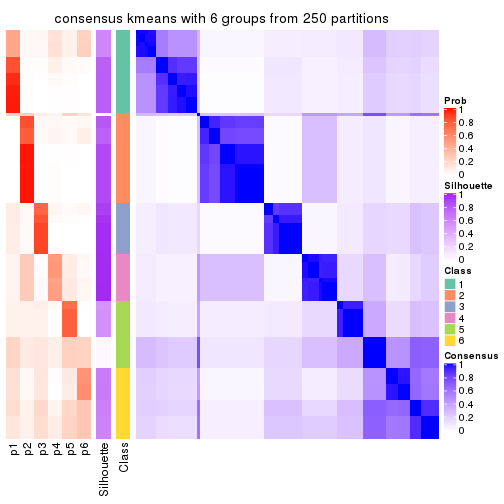 consensus kmeans with 6 groups from 250 partitions
Prob
1
0.8
0.6
0.4
0.2
0
Silhouette
1
0.8
0.6
0.4
0.2
0
Class
1
2
3
4
5
6
Consensus
1
0.8
0.6
0.4
0.2
0
p1
p2
p3
p4
p5
p6
Silhouette
Class